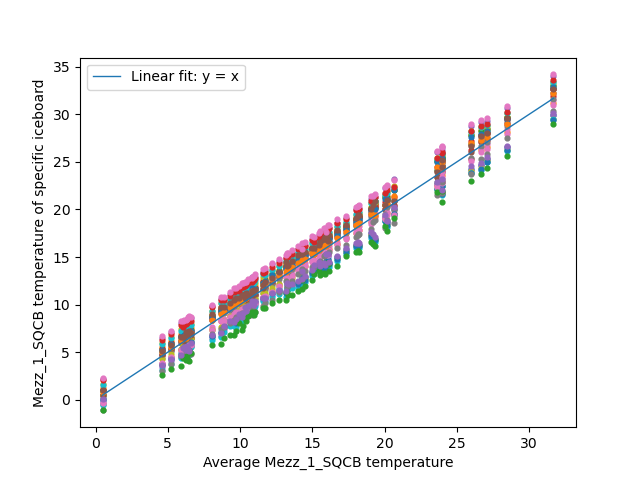 Linear fit: y = x
35
30
25
20
15
10
5
0
Mezz_1_SQCB temperature of specific iceboard
0 5 10 15 20 25 30
Average Mezz_1_SQCB temperature